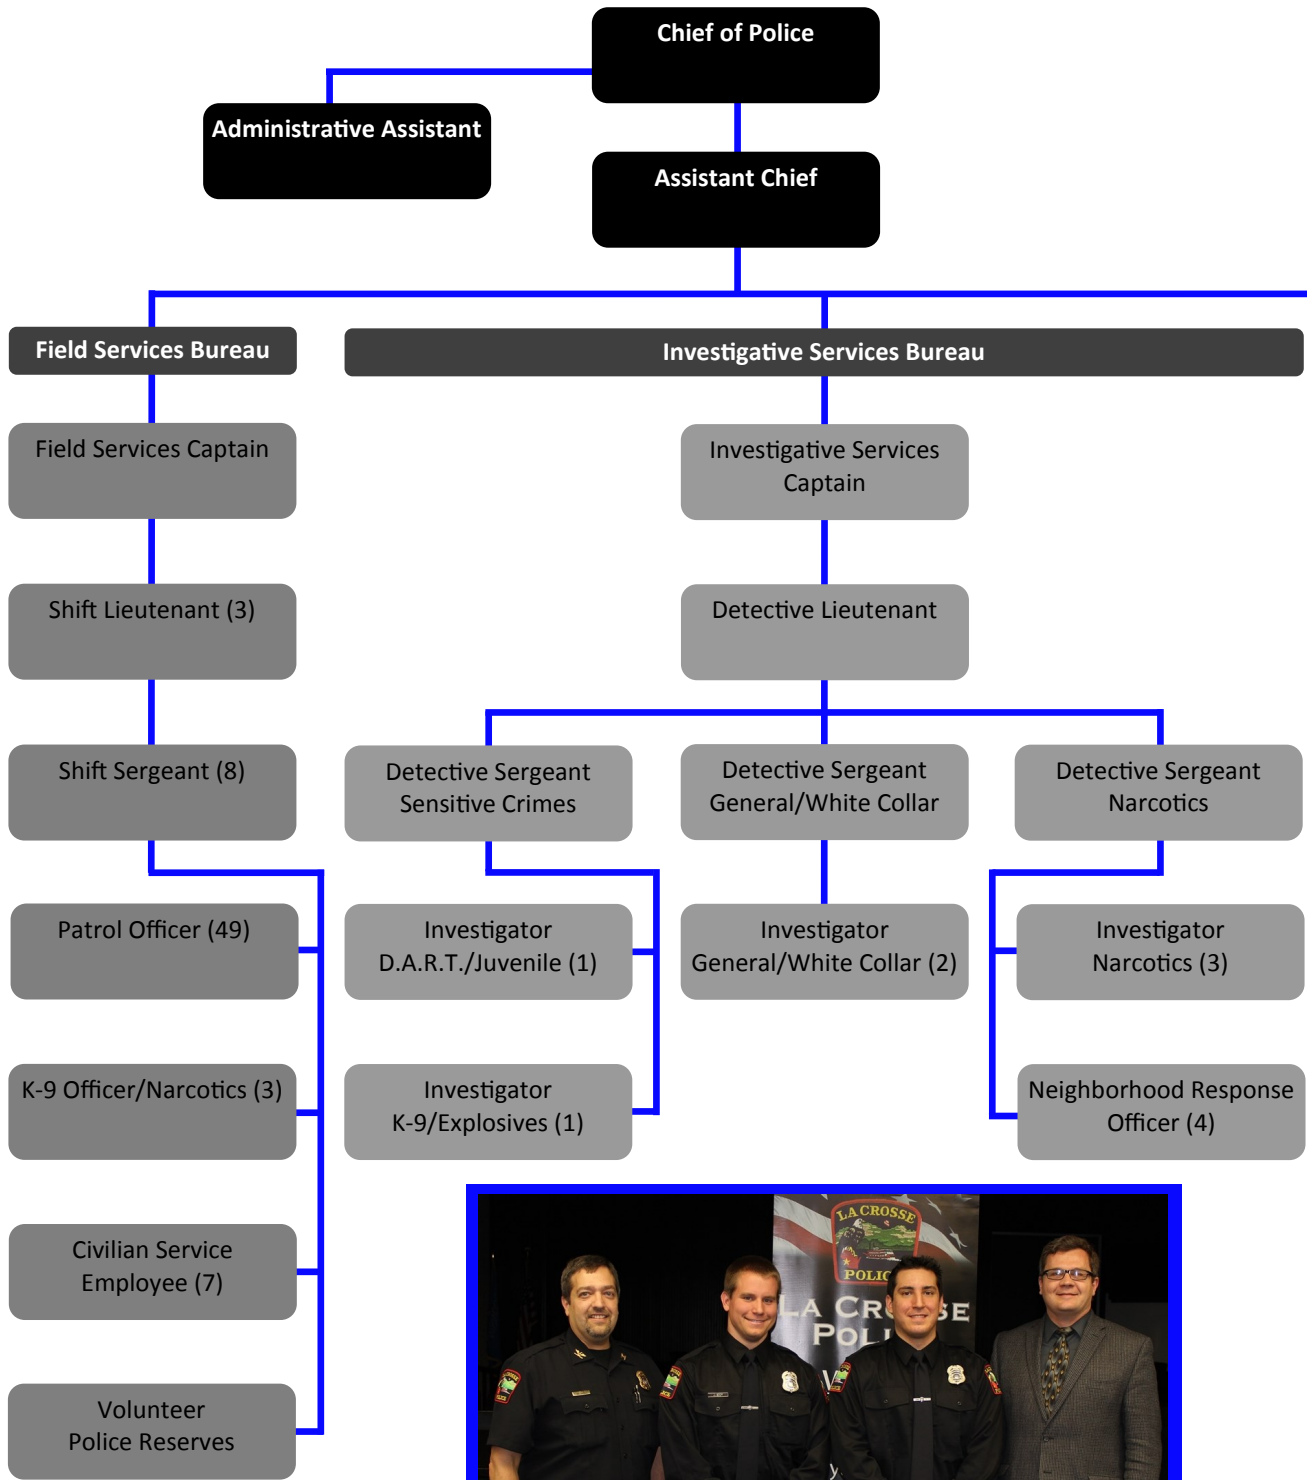 Chief of Police
Administrative Assistant
Assistant Chief
Field Services Bureau
Investigative Services Bureau
Field Services Captain
Investigative Services
Captain
Shift Lieutenant (3)
Detective Lieutenant
Shift Sergeant (8)
Detective Sergeant
Sensitive Crimes
Detective Sergeant
General/White Collar
Detective Sergeant
Narcotics
Patrol Officer (49)
Investigator
D.A.R.T./Juvenile (1)
Investigator
General/White Collar (2)
Investigator
Narcotics (3)
K-9 Officer/Narcotics (3)
Investigator
K-9/Explosives (1)
Neighborhood Response
Officer (4)
Civilian Service
Employee (7)
Volunteer
Police Reserves
LA CROSSE
POLICE
LA CROSSE